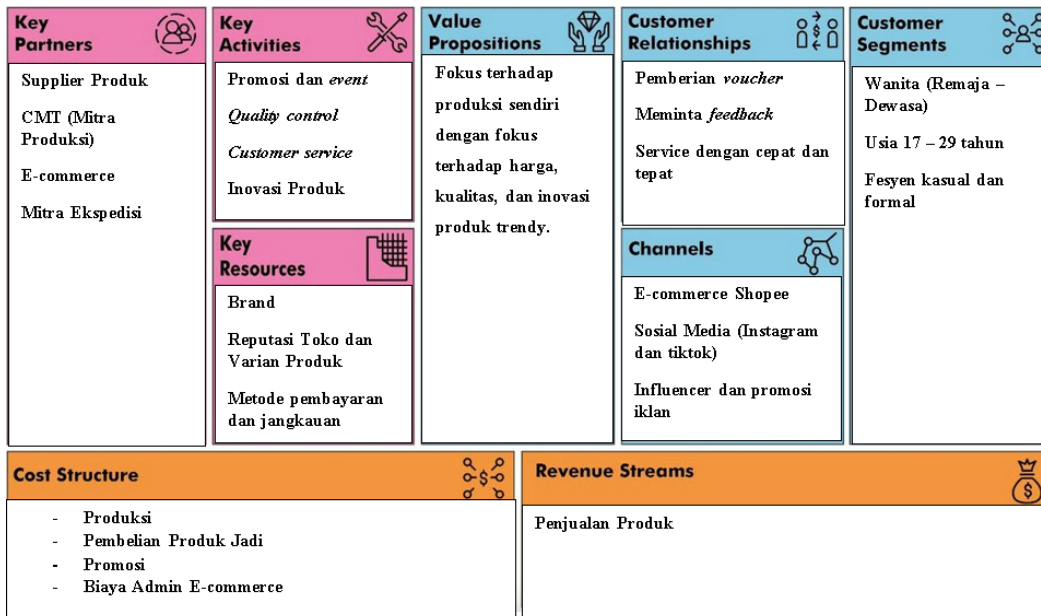 Key
Partners
Supplier Produk
CMT (Mitra
Produksi)
E-commerce
Mitra Ekspedisi
Key
Activities
Promosi dan event
Quality control
Customer service
Inovasi Produk
Key
Resources
Brand
Reputasi Toko dan
Varian Produk
Metode pembayaran
dan jangkauan
Value
Propositions
Fokus terhadap
produksi sendiri
dengan fokus
terhadap harga,
kualitas, dan inovasi
produk trendy.
Customer
Relationships
$
Pemberian voucher
Meminta feedback
Service dengan cepat dan
tepat
Channels
E-commerce Shopee
Sosial Media (Instagram
dan tiktok)
Influencer dan promosi
iklan
Customer
Segments
Wanita (Remaja –
Dewasa)
Usia 17 – 29 tahun
Fesyen kasual dan
formal
Cost Structure
$
- Produksi
- Pembelian Produk Jadi
- Promosi
- Biaya Admin E-commerce
Revenue Streams
$
Penjualan Produk